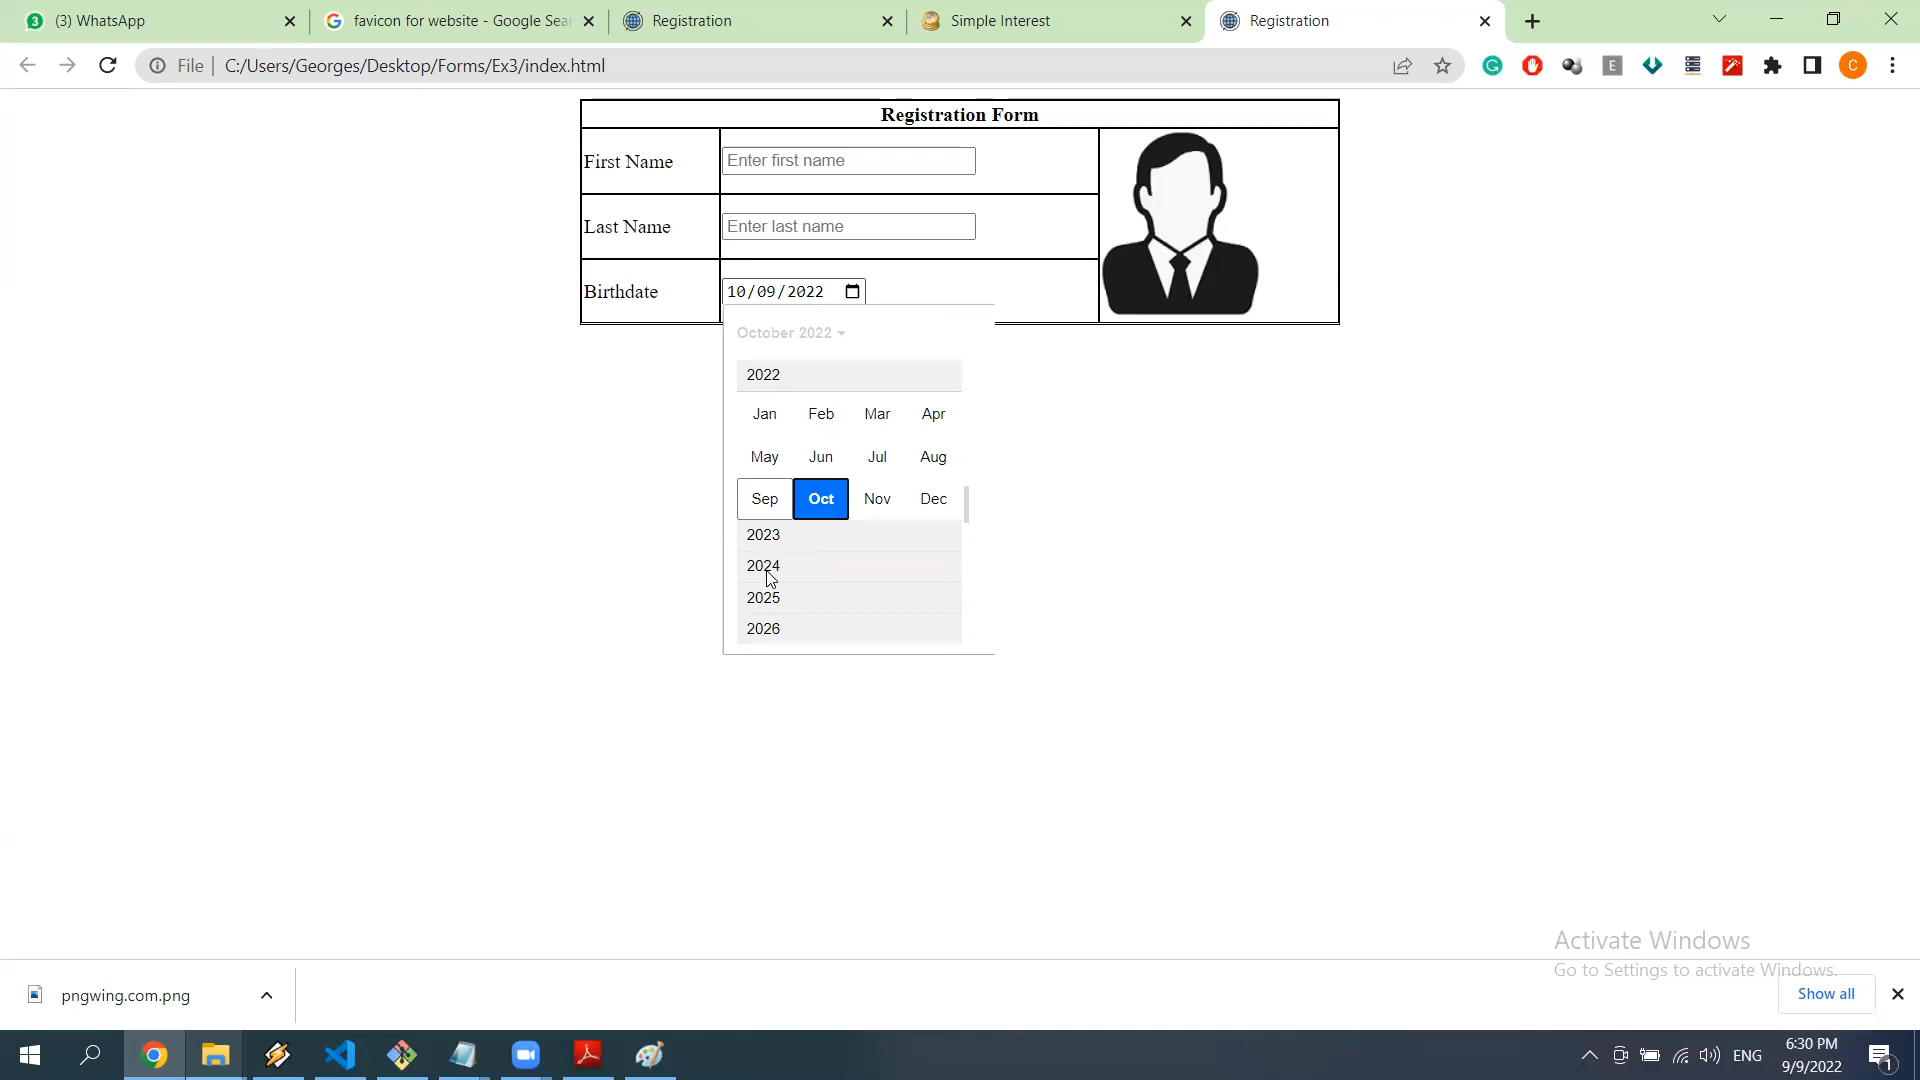 (3) WhatsApp
favicon for website - Google Sea
Registration
Simple Interest
Registration
File
C:/Users/Georges/Desktop/Forms/Ex3/index.html
E
C
Registration Form
First Name
Enter first name
Last Name
Enter last name
Birthdate
10/09/2022
October 2022
2022
Jan Feb Mar Apr
May Jun Jul Aug
Sep Oct Nov Dec
2023
2024
2025
2026
Activate Windows
Go to Settings to activate Windows.
pngwing.com.png
Show all
ENG
6:30 PM
9/9/2022
1